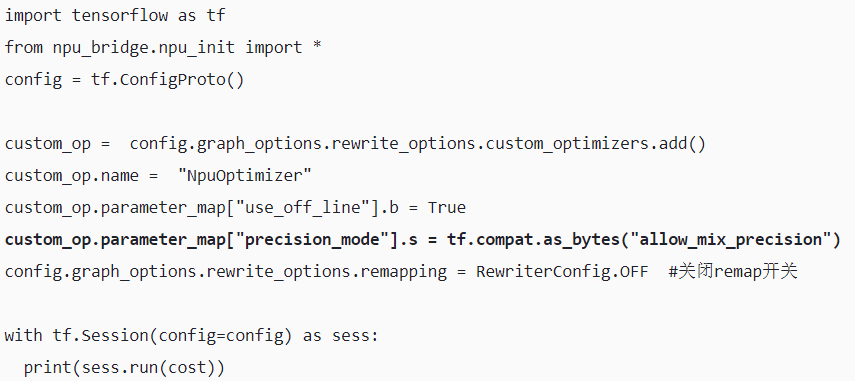 import tensorflow as tf
from npu_bridge.npu_init import *
config = tf.ConfigProto()
custom_op =  config.graph_options.rewrite_options.custom_optimizers.add()
custom_op.name =  "NpuOptimizer"
custom_op.parameter_map["use_off_line"].b = True
custom_op.parameter_map["precision_mode"].s = tf.compat.as_bytes("allow_mix_precision")
config.graph_options.rewrite_options.remapping = RewriterConfig.OFF  #关闭remap开关
with tf.Session(config=config) as sess:
  print(sess.run(cost))